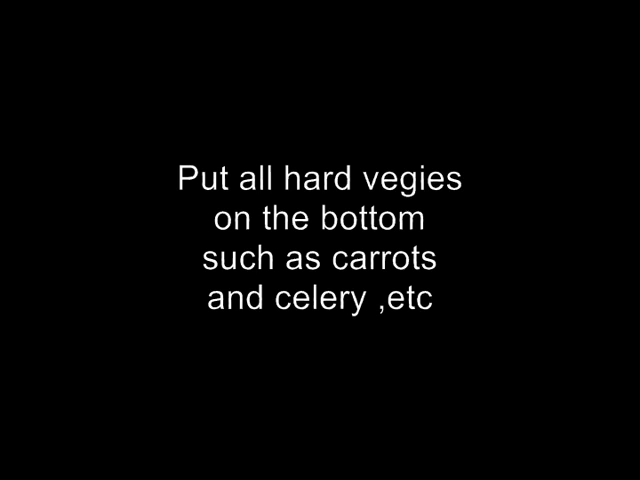 Put all hard vegies
on the bottom
such as carrots
and celery ,etc